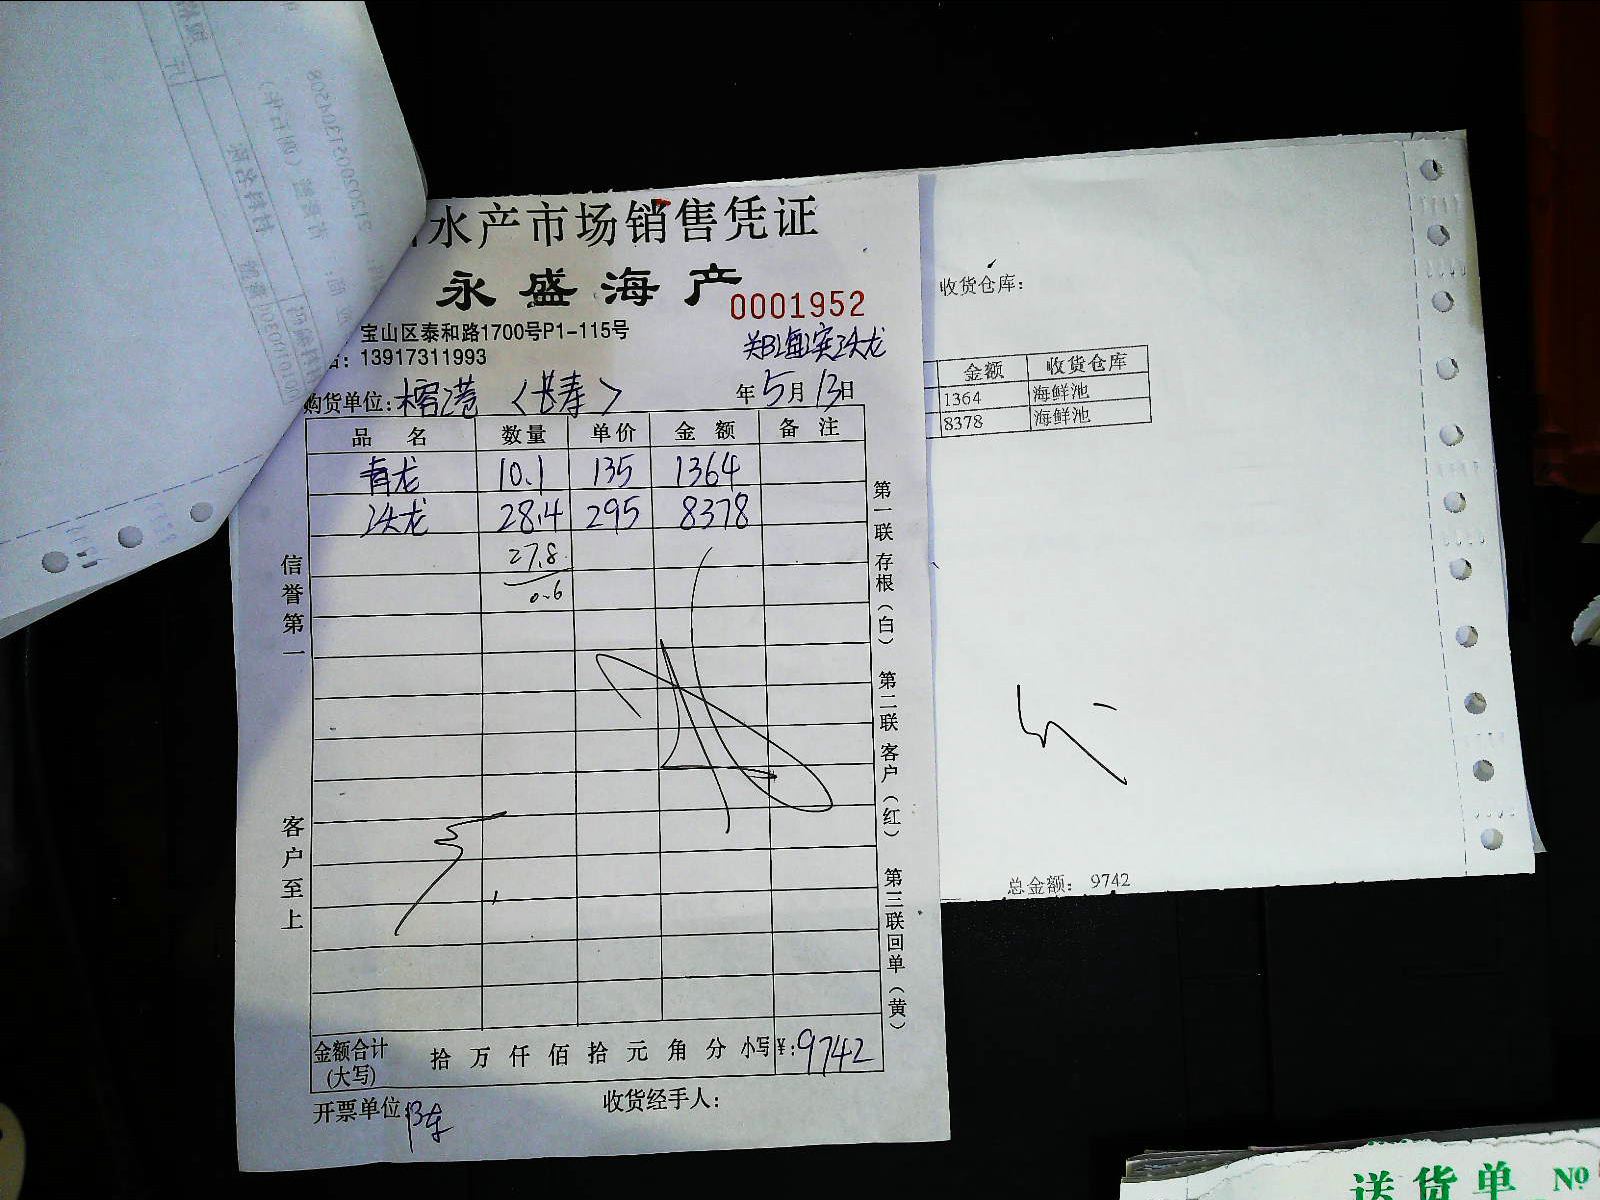 水产市场销售凭证
永盛海产
0001952
宝山区泰和路1700号P1-115号
：13917311993
购货单位： 〈长寿〉 年5月13日
品名 数量 单价 金额 备注
青龙 10.1 135 1364
龙 28.4 295 8378
27.8
0.6
信誉第一
客户至上
第一联存根（白） 第二联客户（红） 第三联回单（黄）
金额合计（大写） 拾 万 仟 佰 拾 元 角 分 小写¥：9742
开票单位 陈
收货经手人：
收货仓库：
金额 收货仓库
1364 海鲜池
8378 海鲜池
总金额： 9742
送货单 №